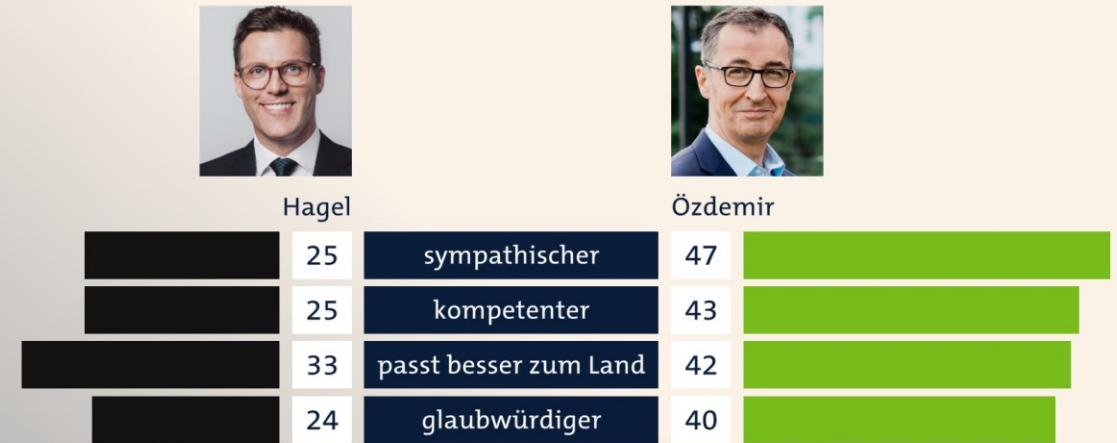 Hagel Özdemir
25 sympathischer 47
25 kompetenter 43
33 passt besser zum Land 42
24 glaubwürdiger 40